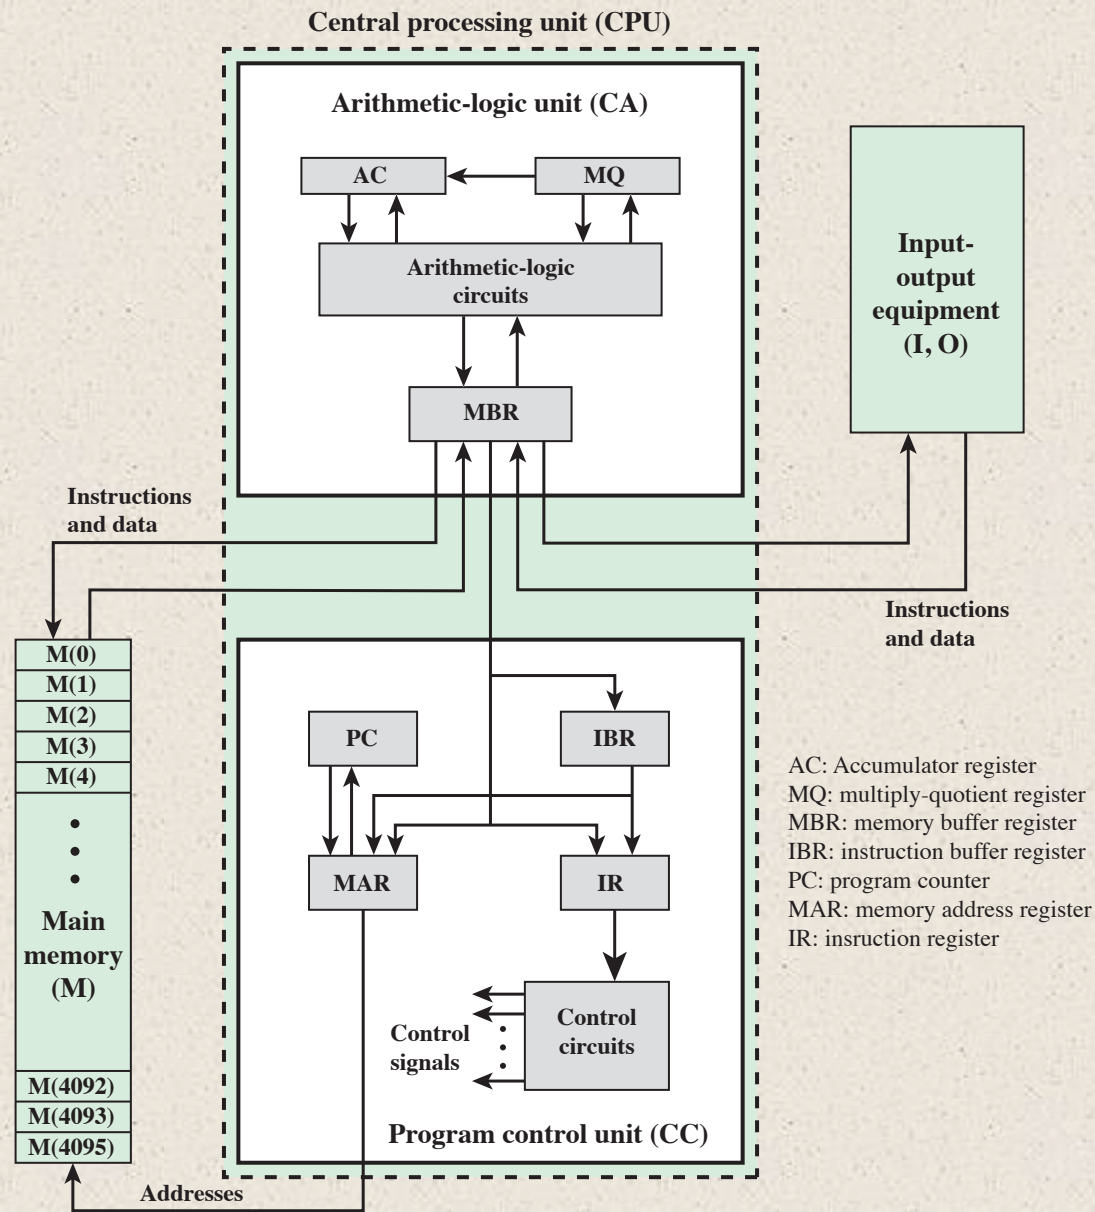 Central processing unit (CPU)
Arithmetic-logic unit (CA)
AC
MQ
Arithmetic-logic
circuits
MBR
Input-
output
equipment
(I, O)
Instructions
and data
Instructions
and data
M(0)
M(1)
M(2)
M(3)
M(4)
Main
memory
(M)
M(4092)
M(4093)
M(4095)
PC
IBR
MAR
IR
Control
circuits
Control
signals
Program control unit (CC)
Addresses
AC: Accumulator register
MQ: multiply-quotient register
MBR: memory buffer register
IBR: instruction buffer register
PC: program counter
MAR: memory address register
IR: insruction register